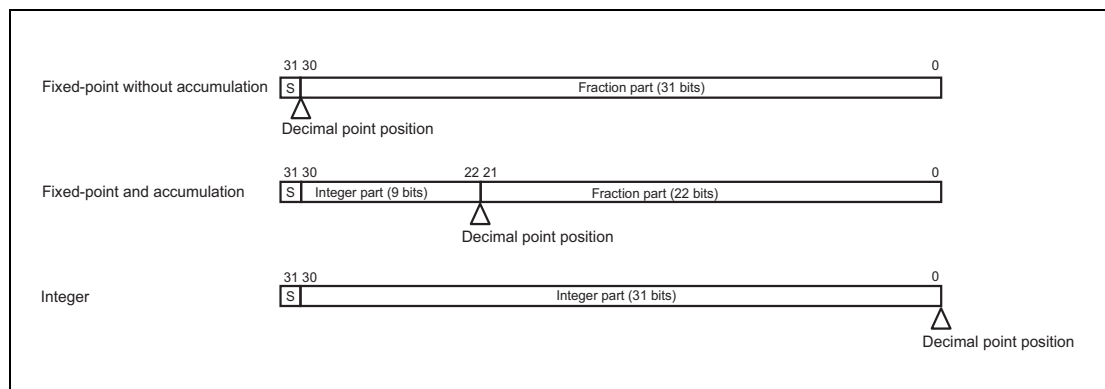 31 30 0
Fixed-point without accumulation S Fraction part (31 bits)
Decimal point position
31 30 22 21 0
Fixed-point and accumulation S Integer part (9 bits) Fraction part (22 bits)
Decimal point position
31 30 0
Integer S Integer part (31 bits)
Decimal point position